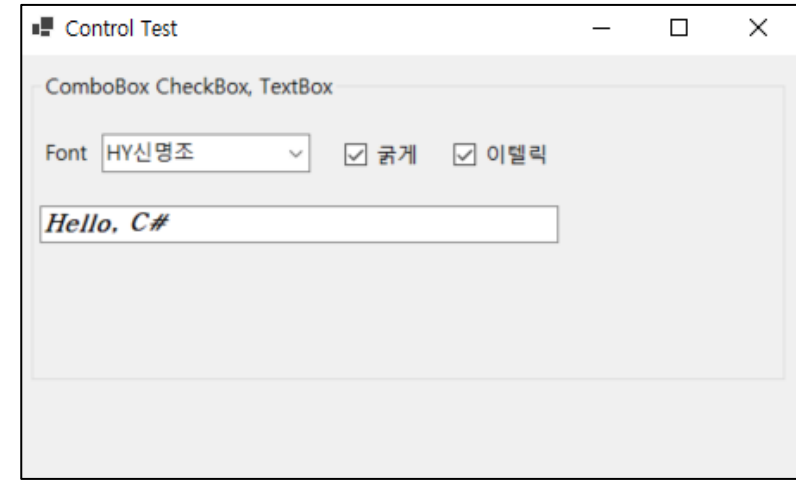 Control Test
ComboBox CheckBox, TextBox
Font HY신명조 굵게 이텔릭
Hello, C#